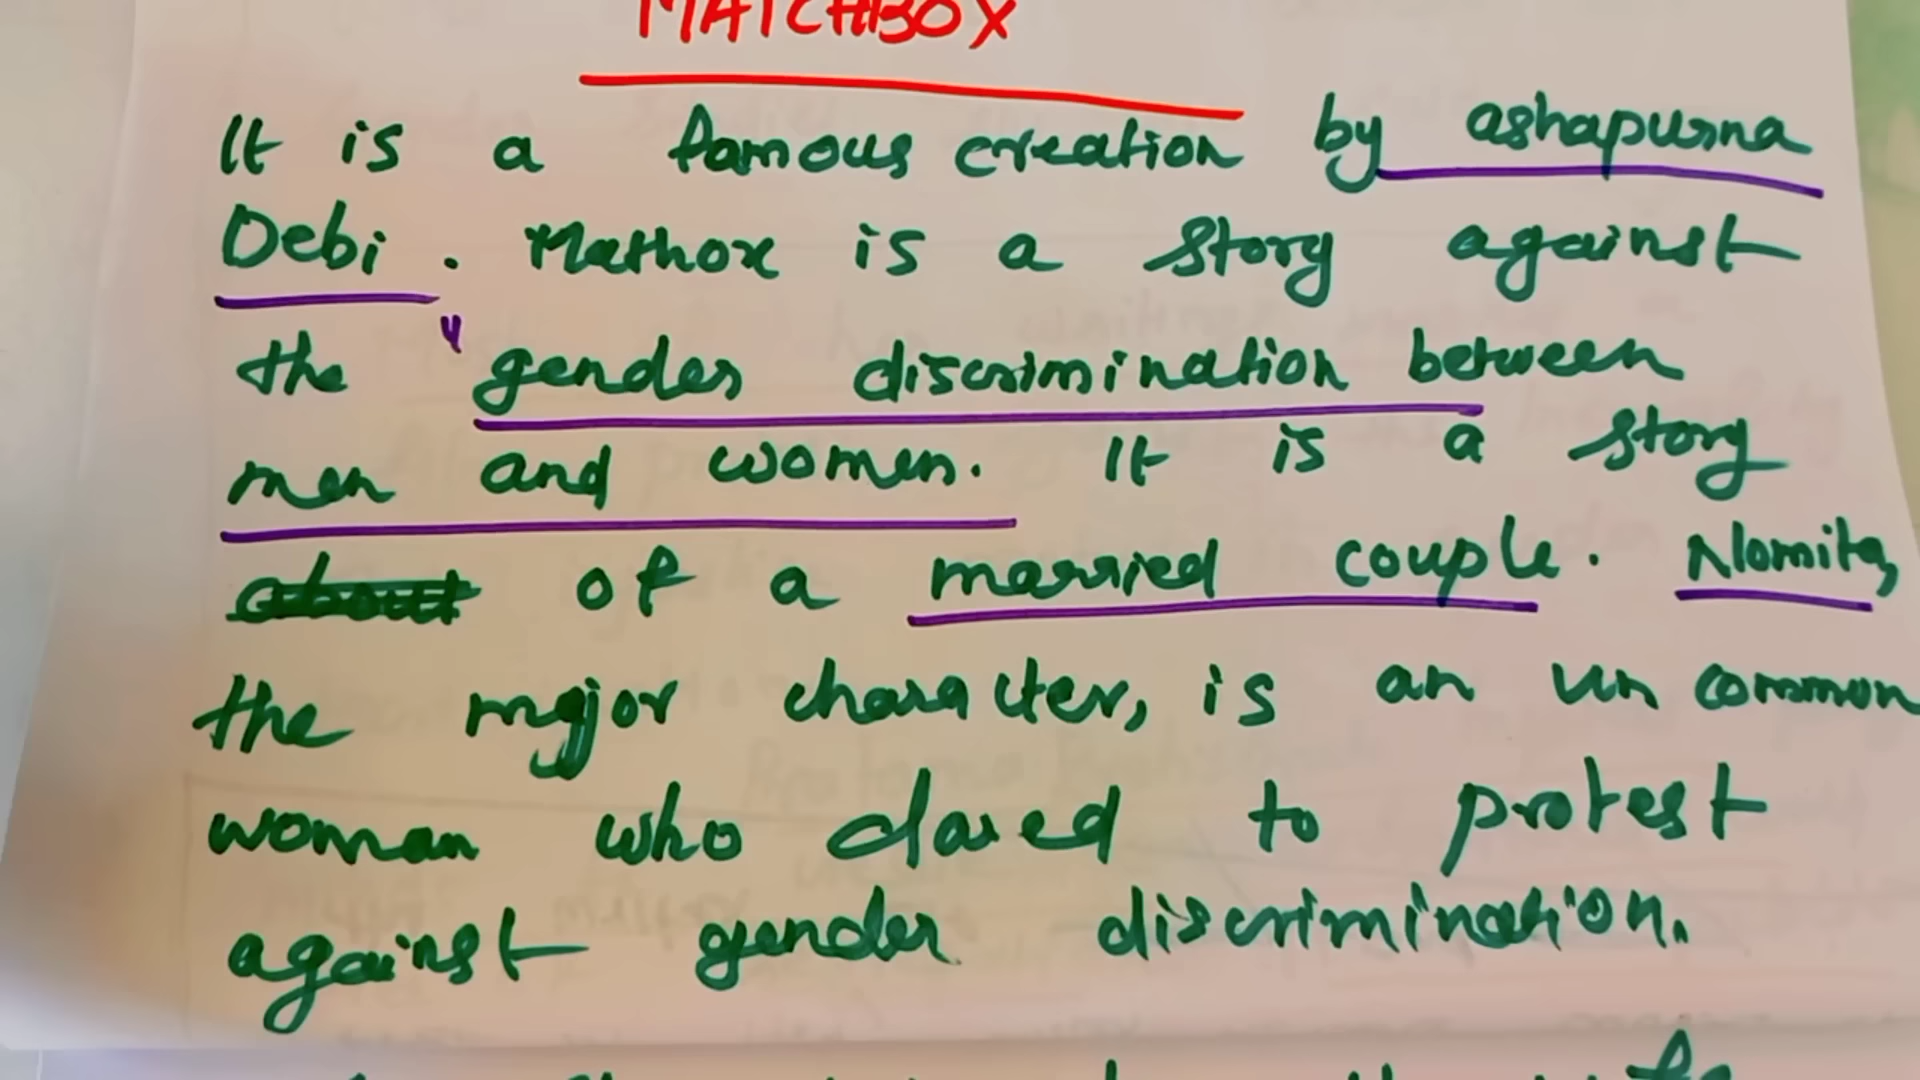 MATCHBOX
It is a famous creation by ashapurna
Debi. Mathox is a story against
the " gender discrimination between
men and women. It is a story
about of a married couple. Nomita,
the major character, is an un common
woman who dared to protest
against gender discrimination.